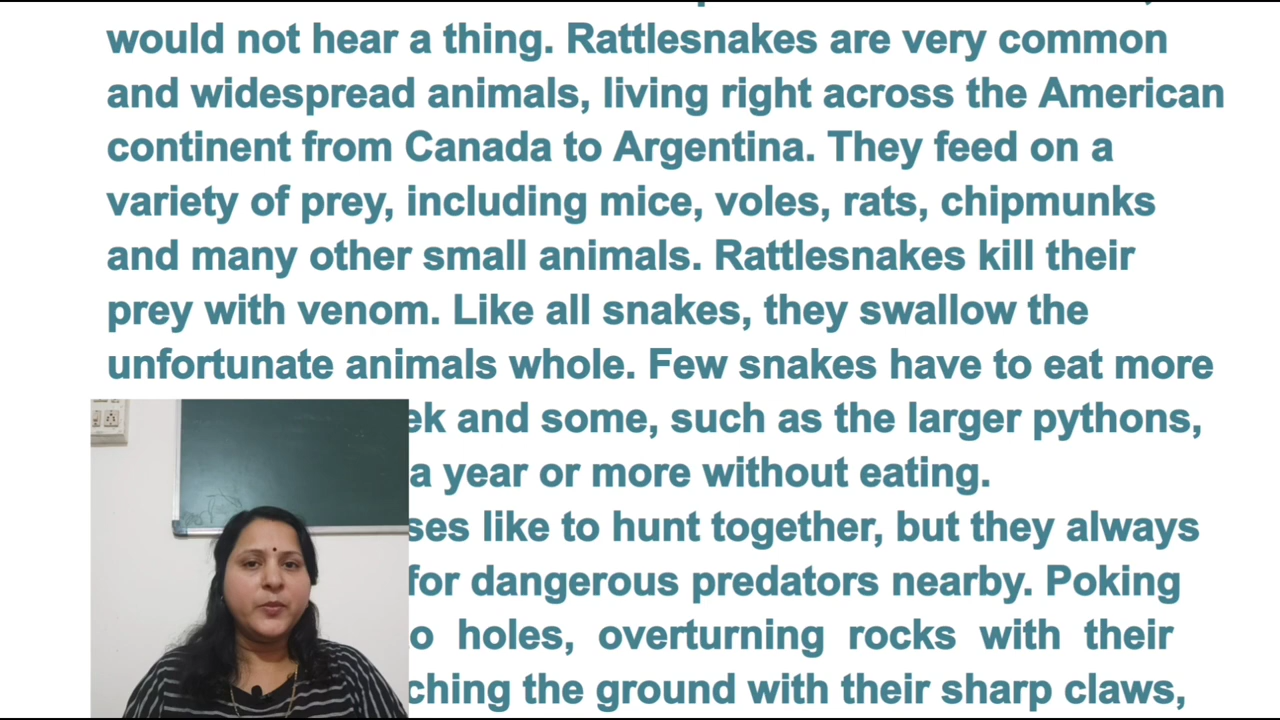 would not hear a thing. Rattlesnakes are very common
and widespread animals, living right across the American
continent from Canada to Argentina. They feed on a
variety of prey, including mice, voles, rats, chipmunks
and many other small animals. Rattlesnakes kill their
prey with venom. Like all snakes, they swallow the
unfortunate animals whole. Few snakes have to eat more
and some, such as the larger pythons,
a year or more without eating.
like to hunt together, but they always
for dangerous predators nearby. Poking
holes, overturning rocks with their
the ground with their sharp claws,